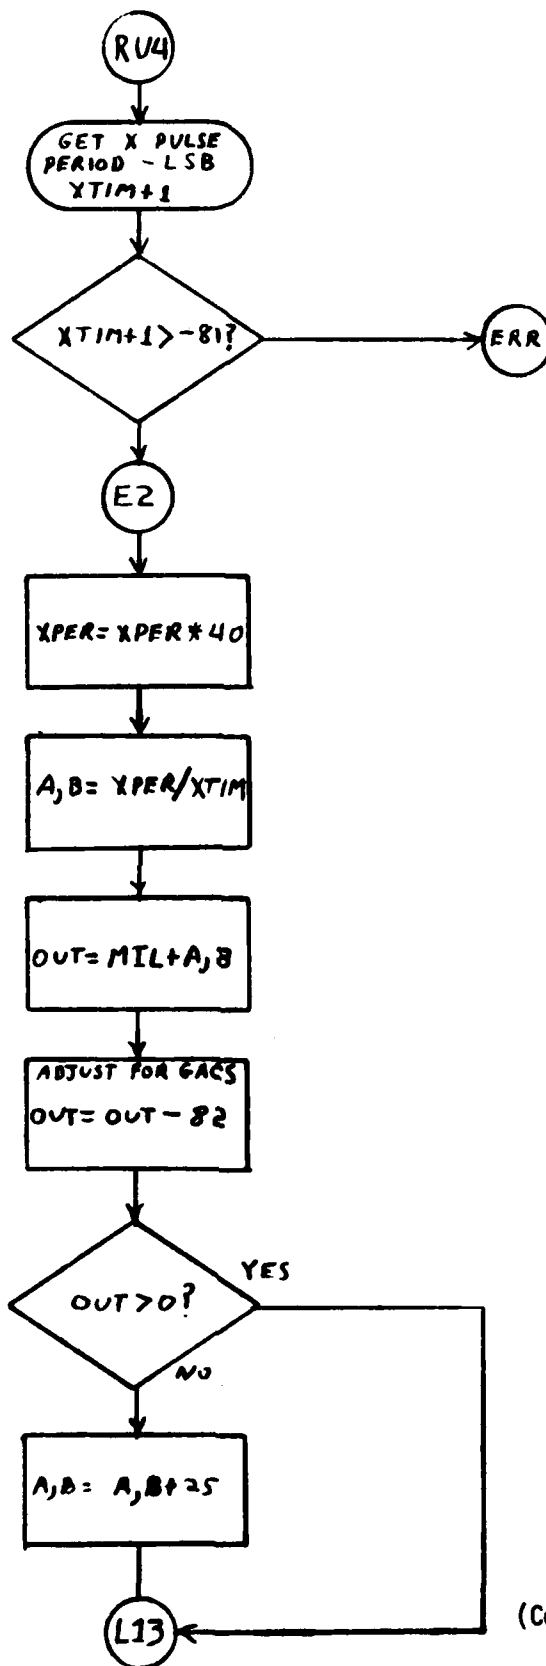 RU4
GET X PULSE
PERIOD - LSB
XTIM+1
XTIM+1 > -81?
ERR
E2
XPER = XPER * 40
A,B = XPER/XTIM
OUT = MIL + A,B
ADJUST FOR GACS
OUT = OUT - 82
OUT > 0?
YES
NO
A,B = A,B + 25
L13